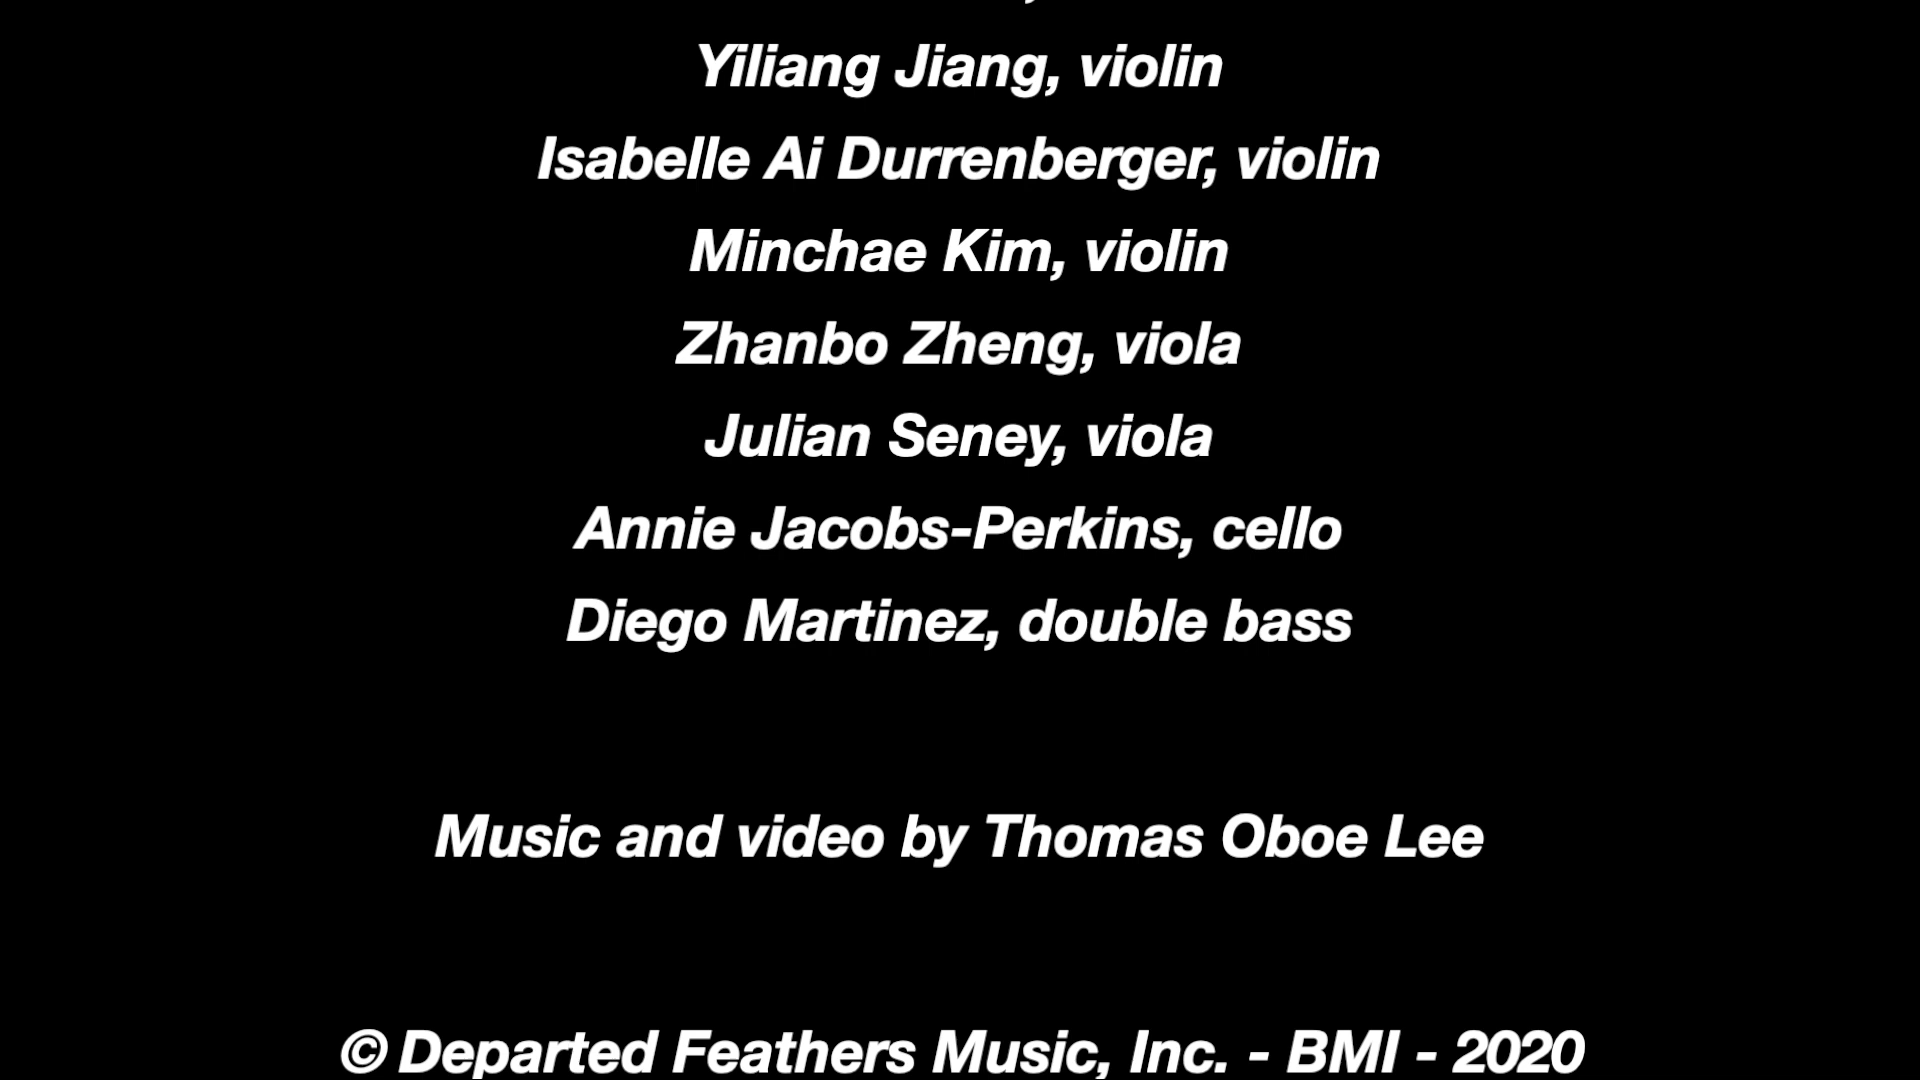 Yiliang Jiang, violin
Isabelle Ai Durrenberger, violin
Minchae Kim, violin
Zhanbo Zheng, viola
Julian Seney, viola
Annie Jacobs-Perkins, cello
Diego Martinez, double bass
Music and video by Thomas Oboe Lee
© Departed Feathers Music, Inc. - BMI - 2020